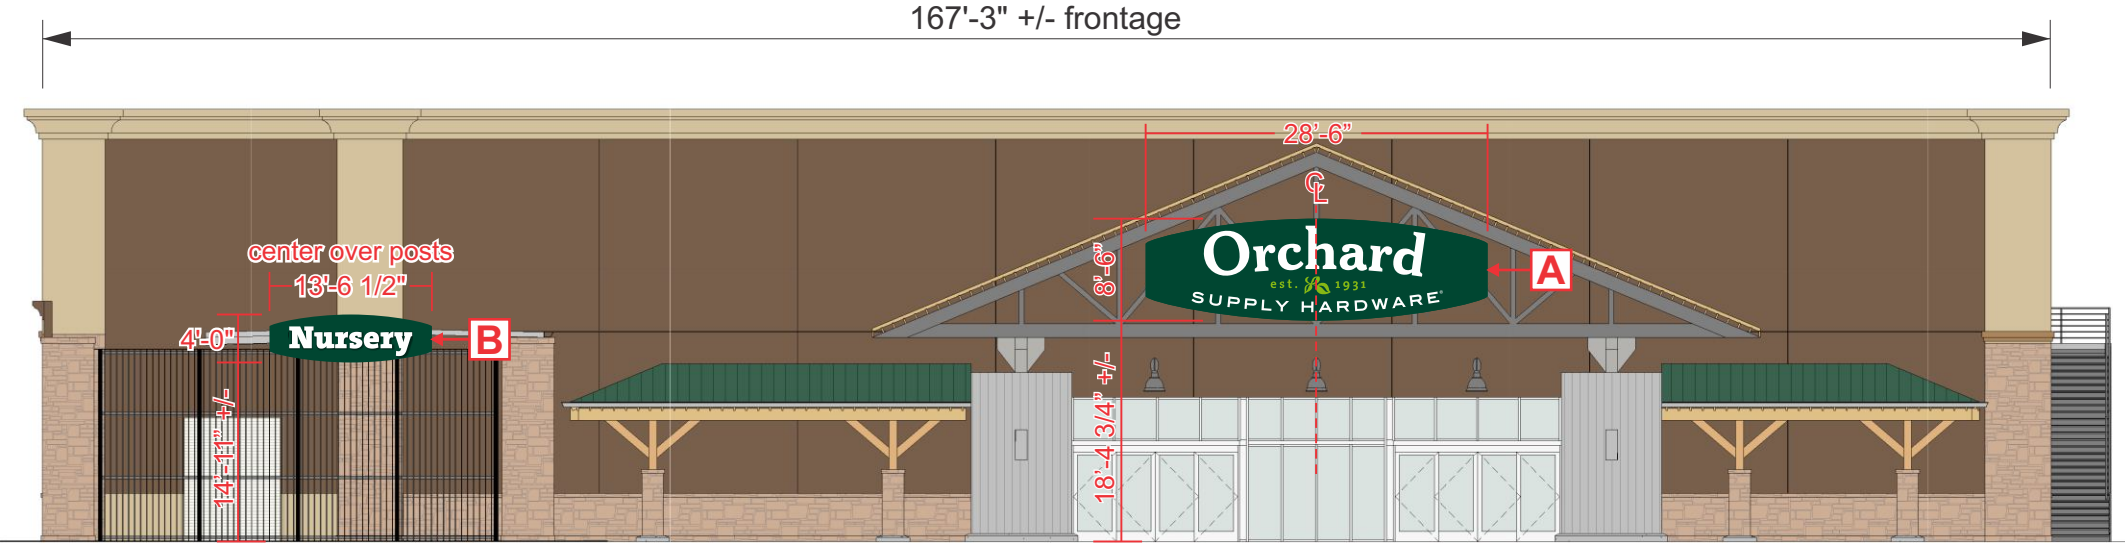 167'-3" +/- frontage
28'-6”
CL
center over posts
13'-6 1/2"
8’-6”
Orchard
est. 1931
SUPPLY HARDWARE®
A
4'-0"
Nursery
B
14’-11” +/-
18’-4 3/4” +/-